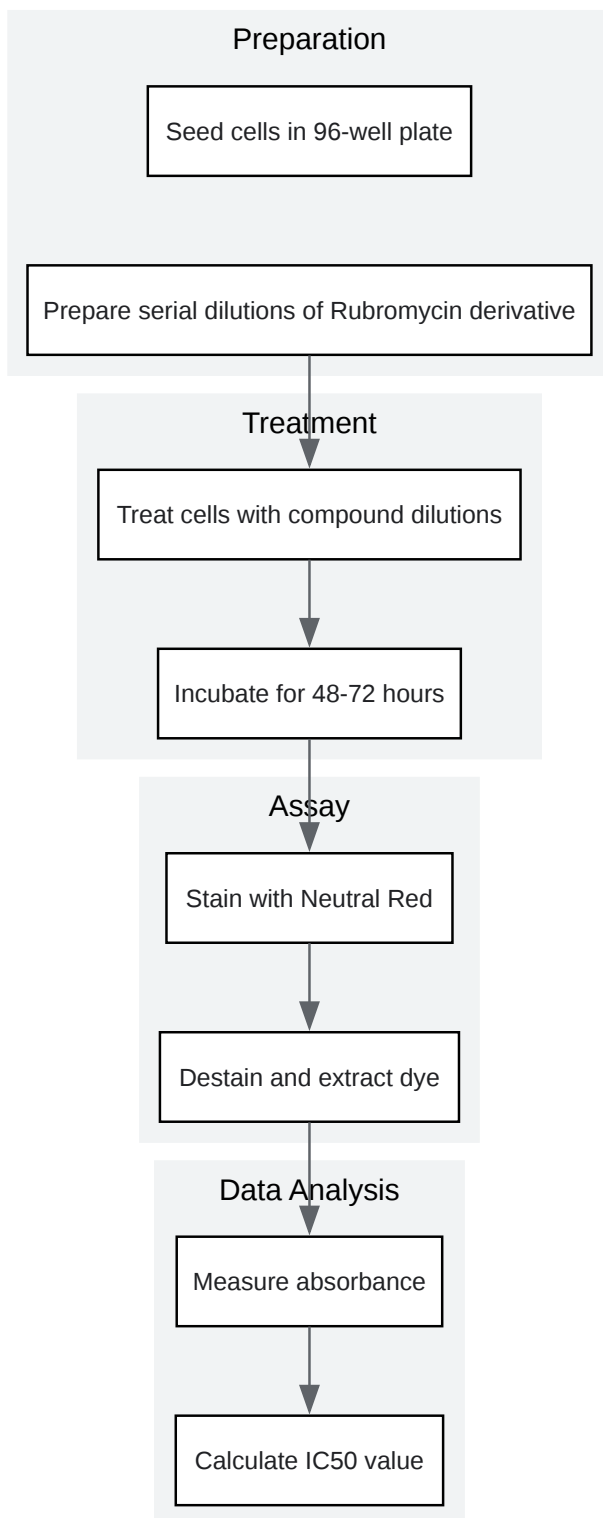 Preparation
Seed cells in 96-well plate
Prepare serial dilutions of Rubromycin derivative
Treatment
Treat cells with compound dilutions
Incubate for 48-72 hours
Assay
Stain with Neutral Red
Destain and extract dye
Data Analysis
Measure absorbance
Calculate IC50 value